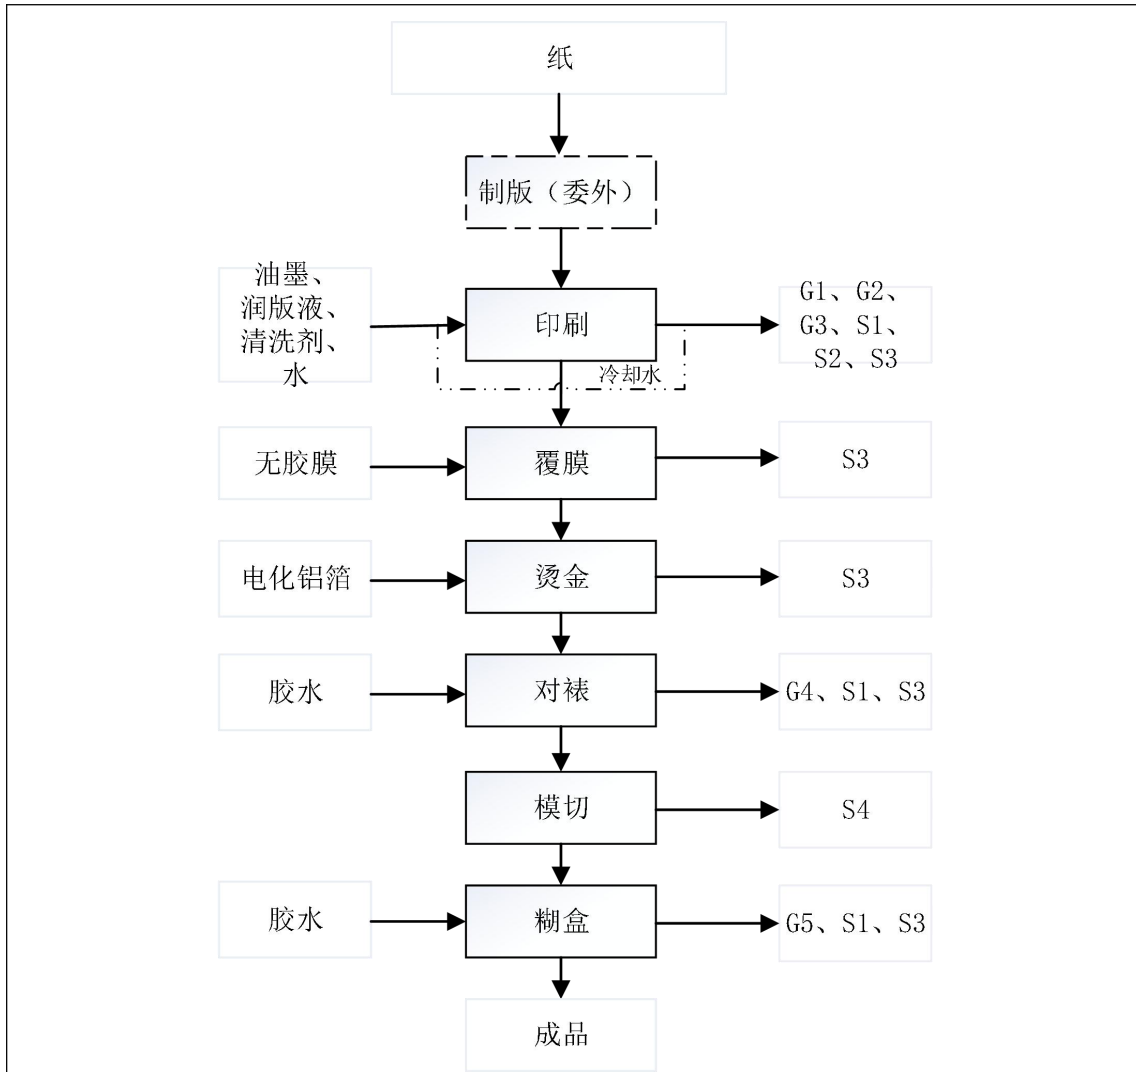 纸
制版（委外）
油墨、
润版液、
清洗剂、
水
印刷
G1、G2、
G3、S1、
S2、S3
冷却水
无胶膜
覆膜
S3
电化铝箔
烫金
S3
胶水
对裱
G4、S1、S3
模切
S4
胶水
糊盒
G5、S1、S3
成品